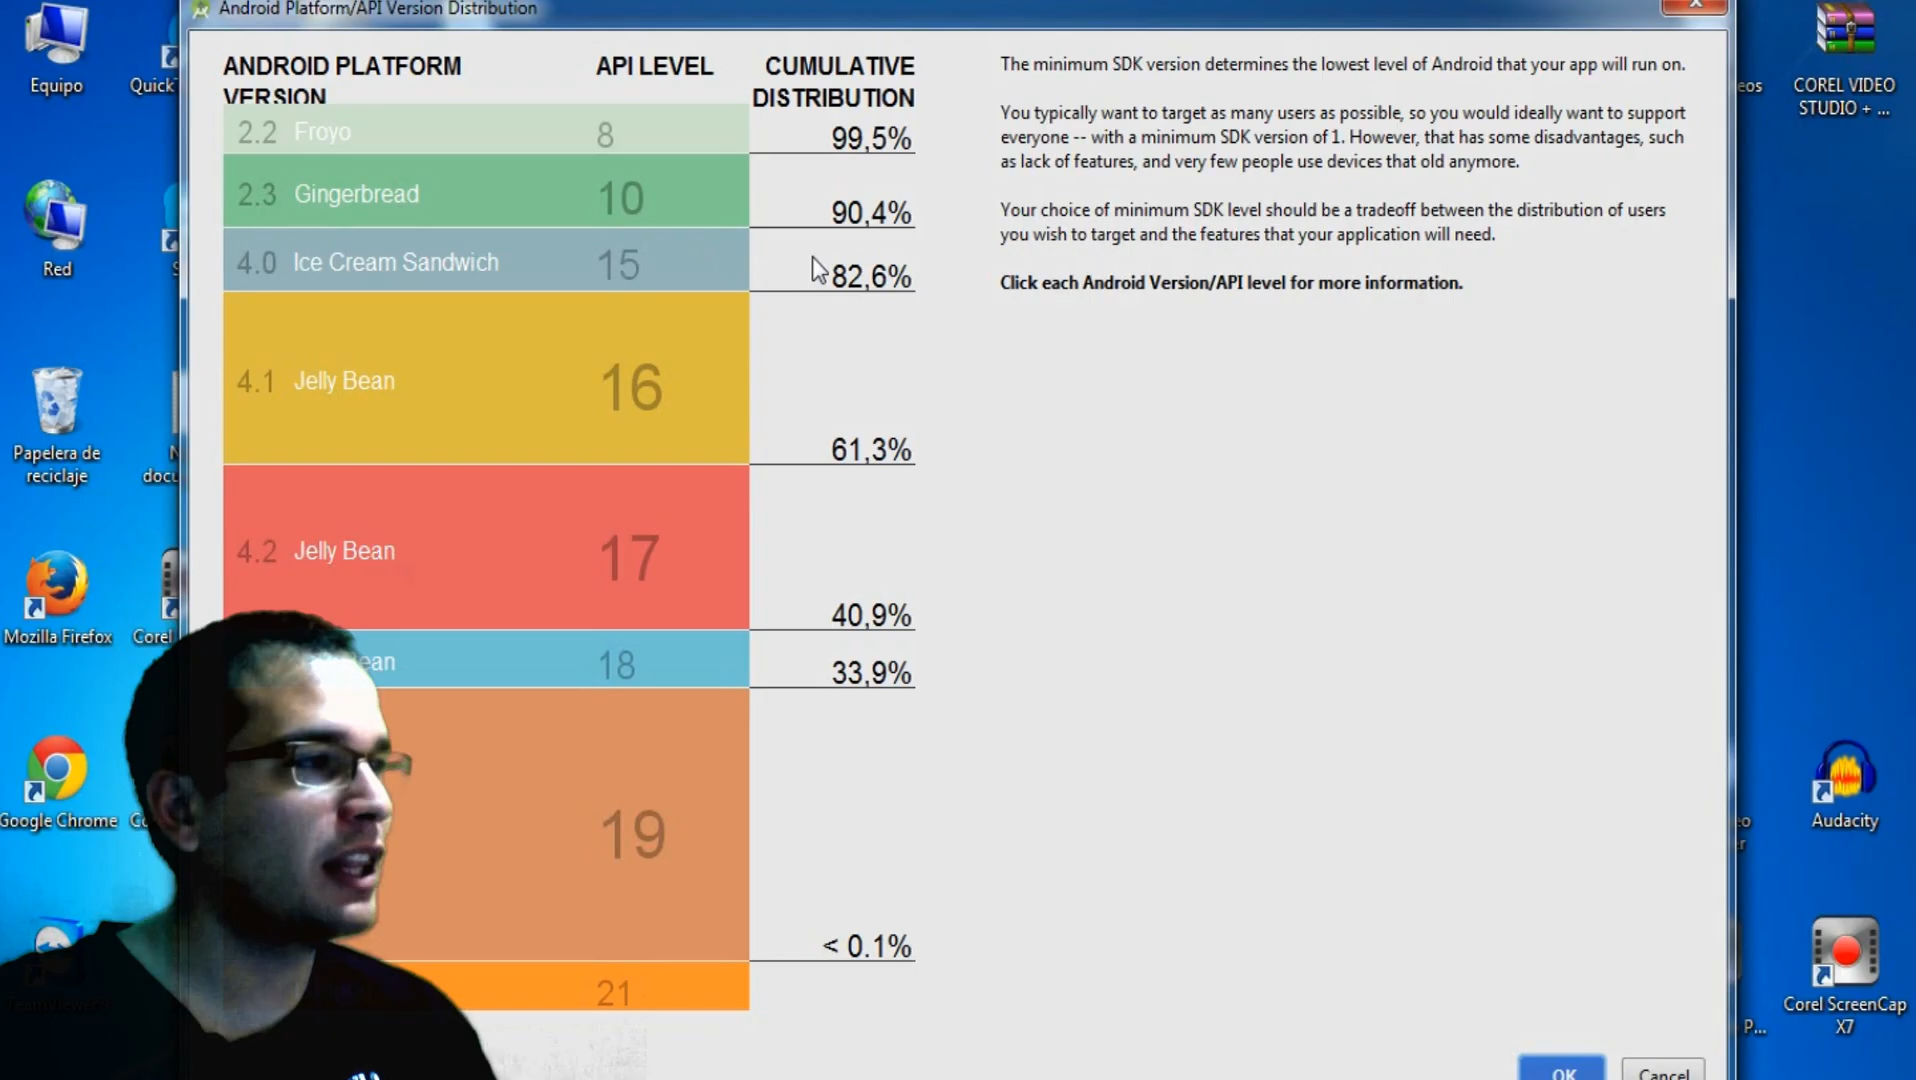 Android Platform/API Version Distribution
ANDROID PLATFORM VERSION
API LEVEL
CUMULATIVE DISTRIBUTION
2.2 Froyo 8 99,5%
2.3 Gingerbread 10 90,4%
4.0 Ice Cream Sandwich 15 82,6%
4.1 Jelly Bean 16 61,3%
4.2 Jelly Bean 17 40,9%
ean 18 33,9%
19 < 0.1%
21
The minimum SDK version determines the lowest level of Android that your app will run on.
You typically want to target as many users as possible, so you would ideally want to support
everyone -- with a minimum SDK version of 1. However, that has some disadvantages, such
as lack of features, and very few people use devices that old anymore.
Your choice of minimum SDK level should be a tradeoff between the distribution of users
you wish to target and the features that your application will need.
Click each Android Version/API level for more information.
OK
Cancel
Equipo
Quick
Red
Papelera de
reciclaje
docu
Mozilla Firefox
Corel
Google Chrome
eos
COREL VIDEO
STUDIO + ...
Audacity
Corel ScreenCap
X7
P...